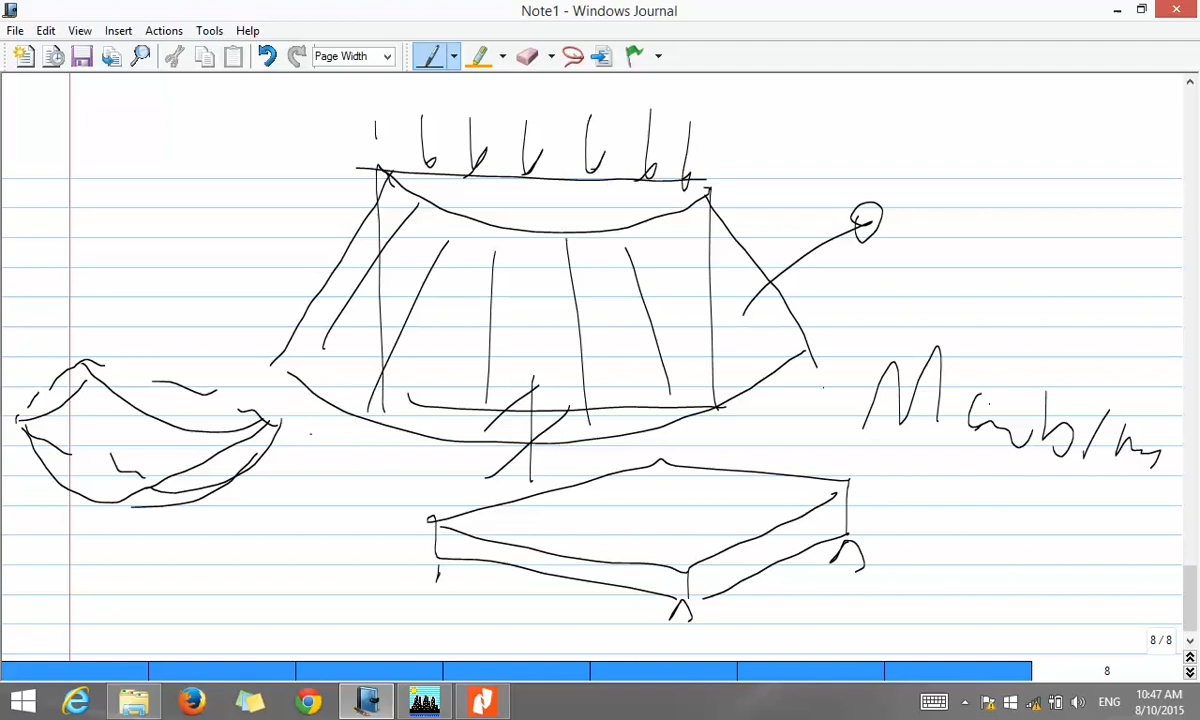 Note1 - Windows Journal
File Edit View Insert Actions Tools Help
Page Width
8 / 8
8
ENG
10:47 AM
8/10/2015